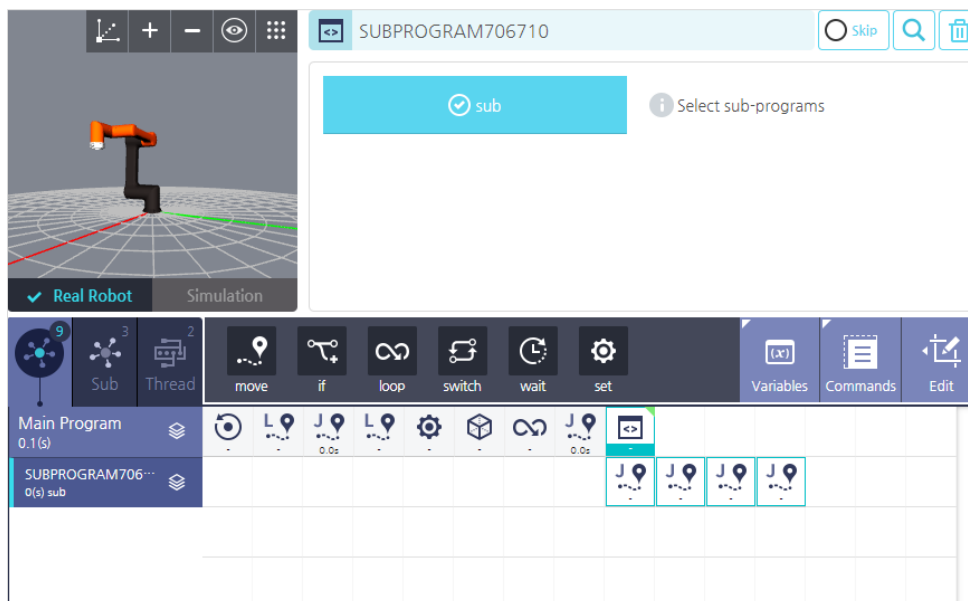 SUBPROGRAM706710
Skip
sub
Select sub-programs
Real Robot
Simulation
9
3
2
Sub
Thread
move
if
loop
switch
wait
set
(x)
Variables
Commands
Edit
Main Program
0.1(s)
- L - J 0.0s L - - - - J 0.0s <> -
SUBPROGRAM706...
0(s) sub
J - J - J - J -